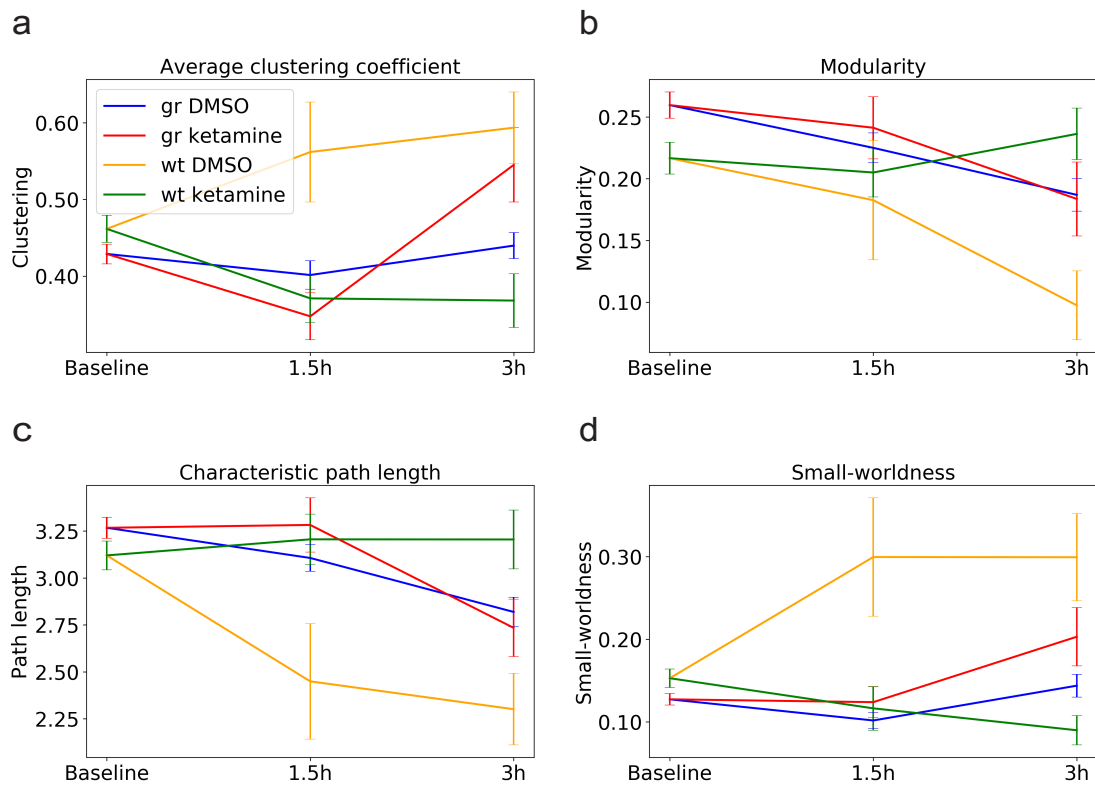 a
Average clustering coefficient
Clustering
0.60
0.50
0.40
gr DMSO
gr ketamine
wt DMSO
wt ketamine
Baseline
1.5h
3h
b
Modularity
Modularity
0.25
0.20
0.15
0.10
Baseline
1.5h
3h
c
Characteristic path length
Path length
3.25
3.00
2.75
2.50
2.25
Baseline
1.5h
3h
d
Small-worldness
Small-worldness
0.30
0.20
0.10
Baseline
1.5h
3h